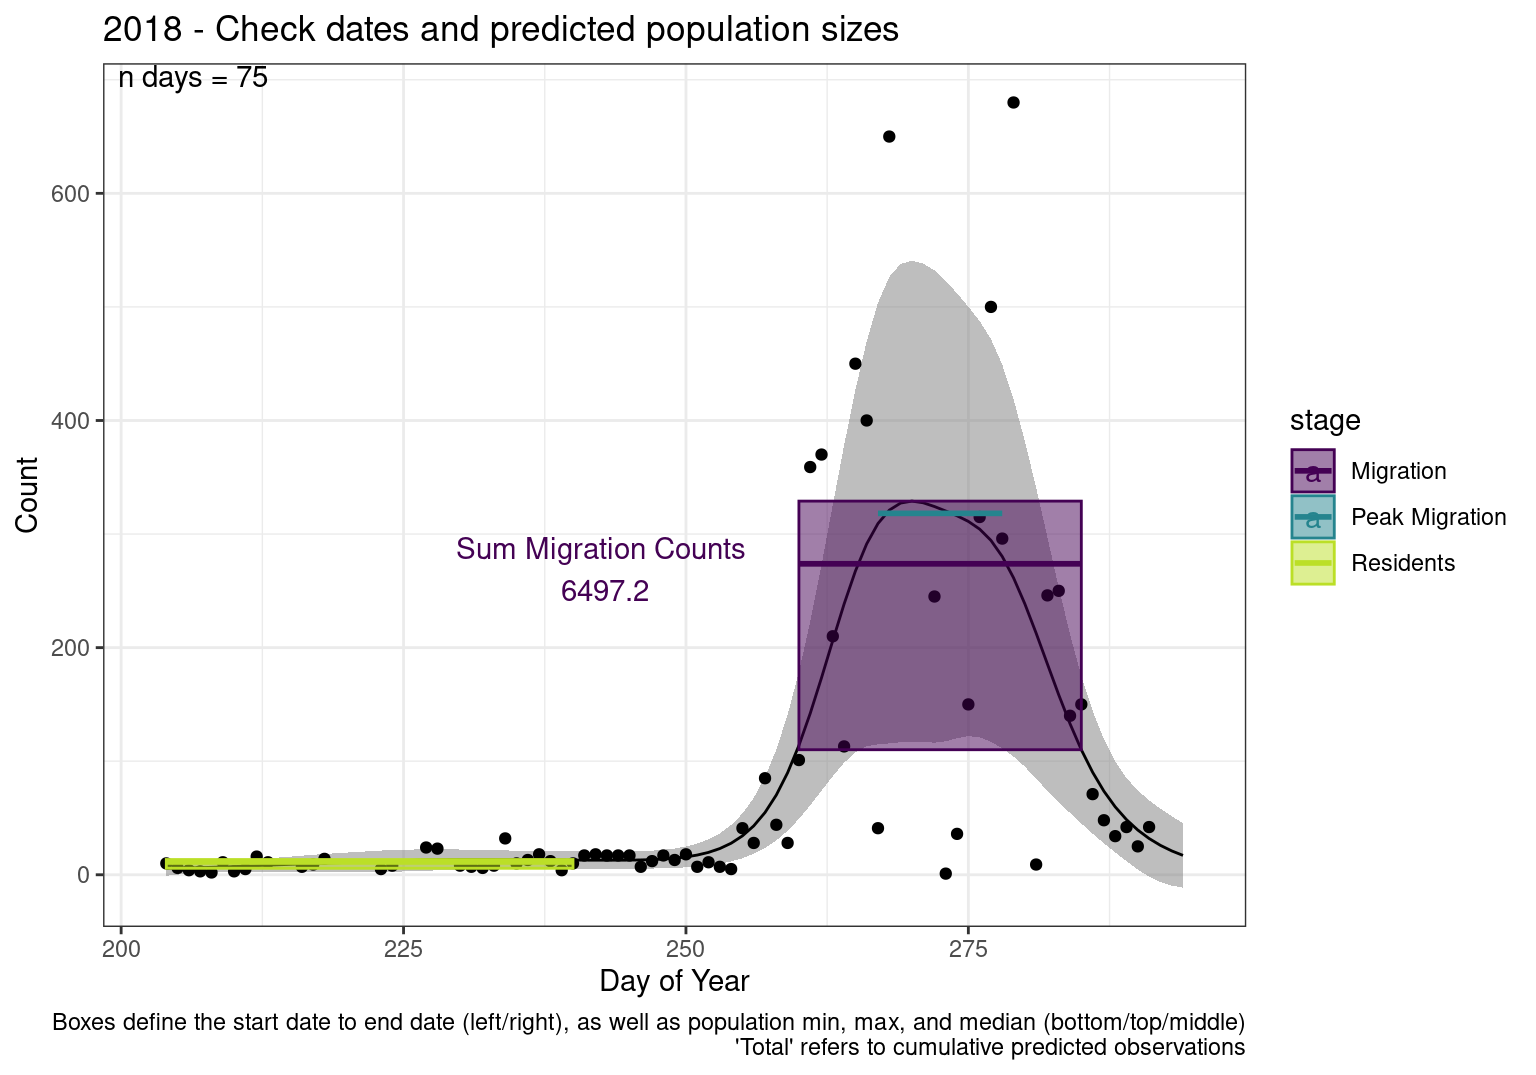 2018 - Check dates and predicted population sizes
n days = 75
600
400
200
0
Count
Sum Migration Counts
6497.2
200
225
250
275
Day of Year
stage
a
Migration
a
Peak Migration
Residents
Boxes define the start date to end date (left/right), as well as population min, max, and median (bottom/top/middle)
'Total' refers to cumulative predicted observations